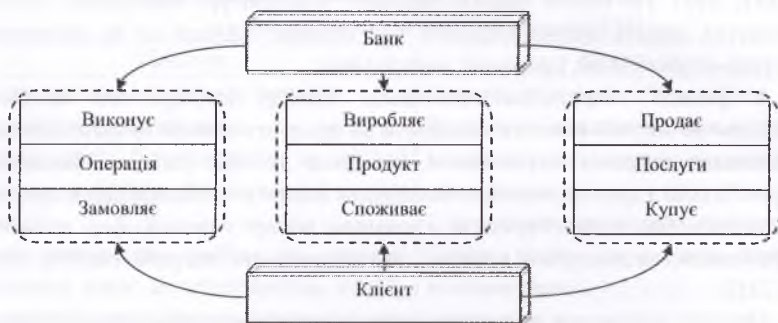 Банк
Виконує
Операція
Замовляє
Виробляє
Продукт
Споживає
Продає
Послуги
Купує
Клієнт